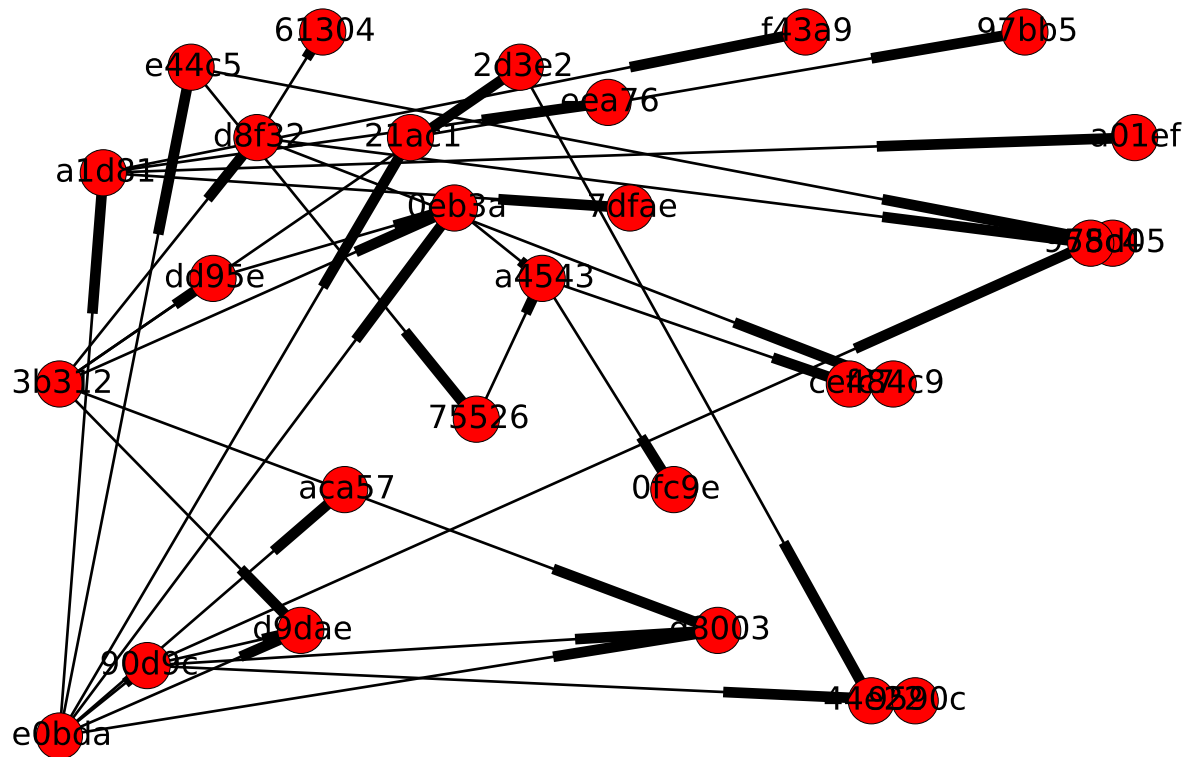 61304
f43a9
97bb5
e44c5
2d3e2
eea76
d8f32
21ac1
a01ef
a1d81
0eb3a
7dfae
dd95e
a4543
3b312
75526
aca57
0fc9e
d9dae
d8003
90d9c
e0bda